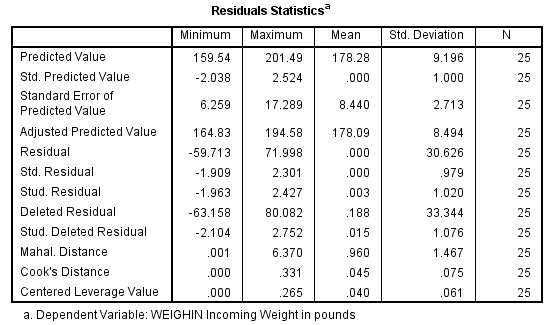 Residuals Statisticsa
Minimum Maximum Mean Std. Deviation N
Predicted Value 159.54 201.49 178.28 9.196 25
Std. Predicted Value -2.038 2.524 .000 1.000 25
Standard Error of
Predicted Value 6.259 17.289 8.440 2.713 25
Adjusted Predicted Value 164.83 194.58 178.09 8.494 25
Residual -59.713 71.998 .000 30.626 25
Std. Residual -1.909 2.301 .000 .979 25
Stud. Residual -1.963 2.427 .003 1.020 25
Deleted Residual -63.158 80.082 .188 33.344 25
Stud. Deleted Residual -2.104 2.752 .015 1.076 25
Mahal. Distance .001 6.370 .960 1.467 25
Cook's Distance .000 .331 .045 .075 25
Centered Leverage Value .000 .265 .040 .061 25
a. Dependent Variable: WEIGHIN Incoming Weight in pounds